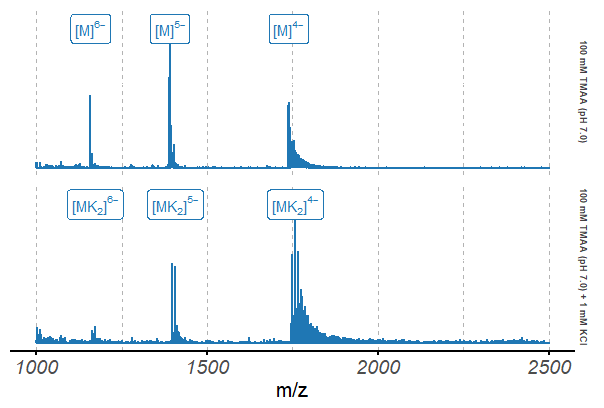 [M]⁶⁻ [M]⁵⁻ [M]⁴⁻
100 mM TMAA (pH 7.0)
[MK₂]⁶⁻ [MK₂]⁵⁻ [MK₂]⁴⁻
100 mM TMAA (pH 7.0) + 1 mM KCl
1000 1500 2000 2500
m/z